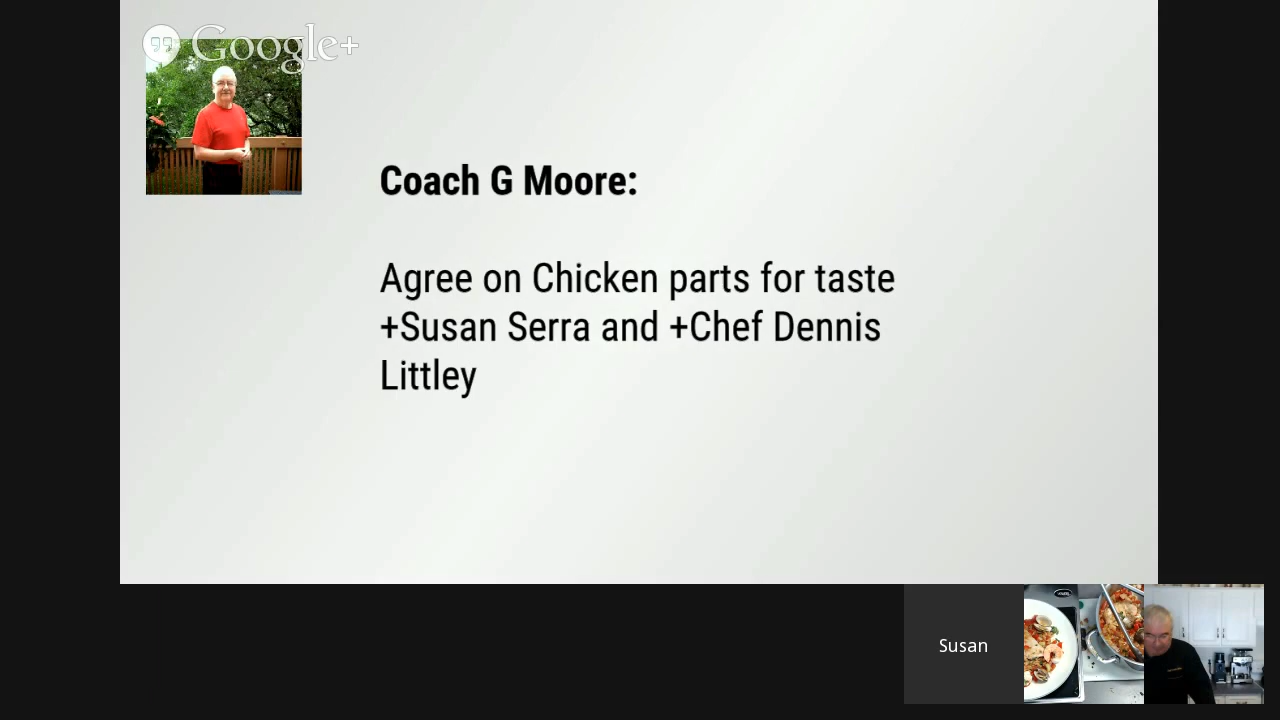 Google+
Coach G Moore:
Agree on Chicken parts for taste
+Susan Serra and +Chef Dennis
Littley
Susan